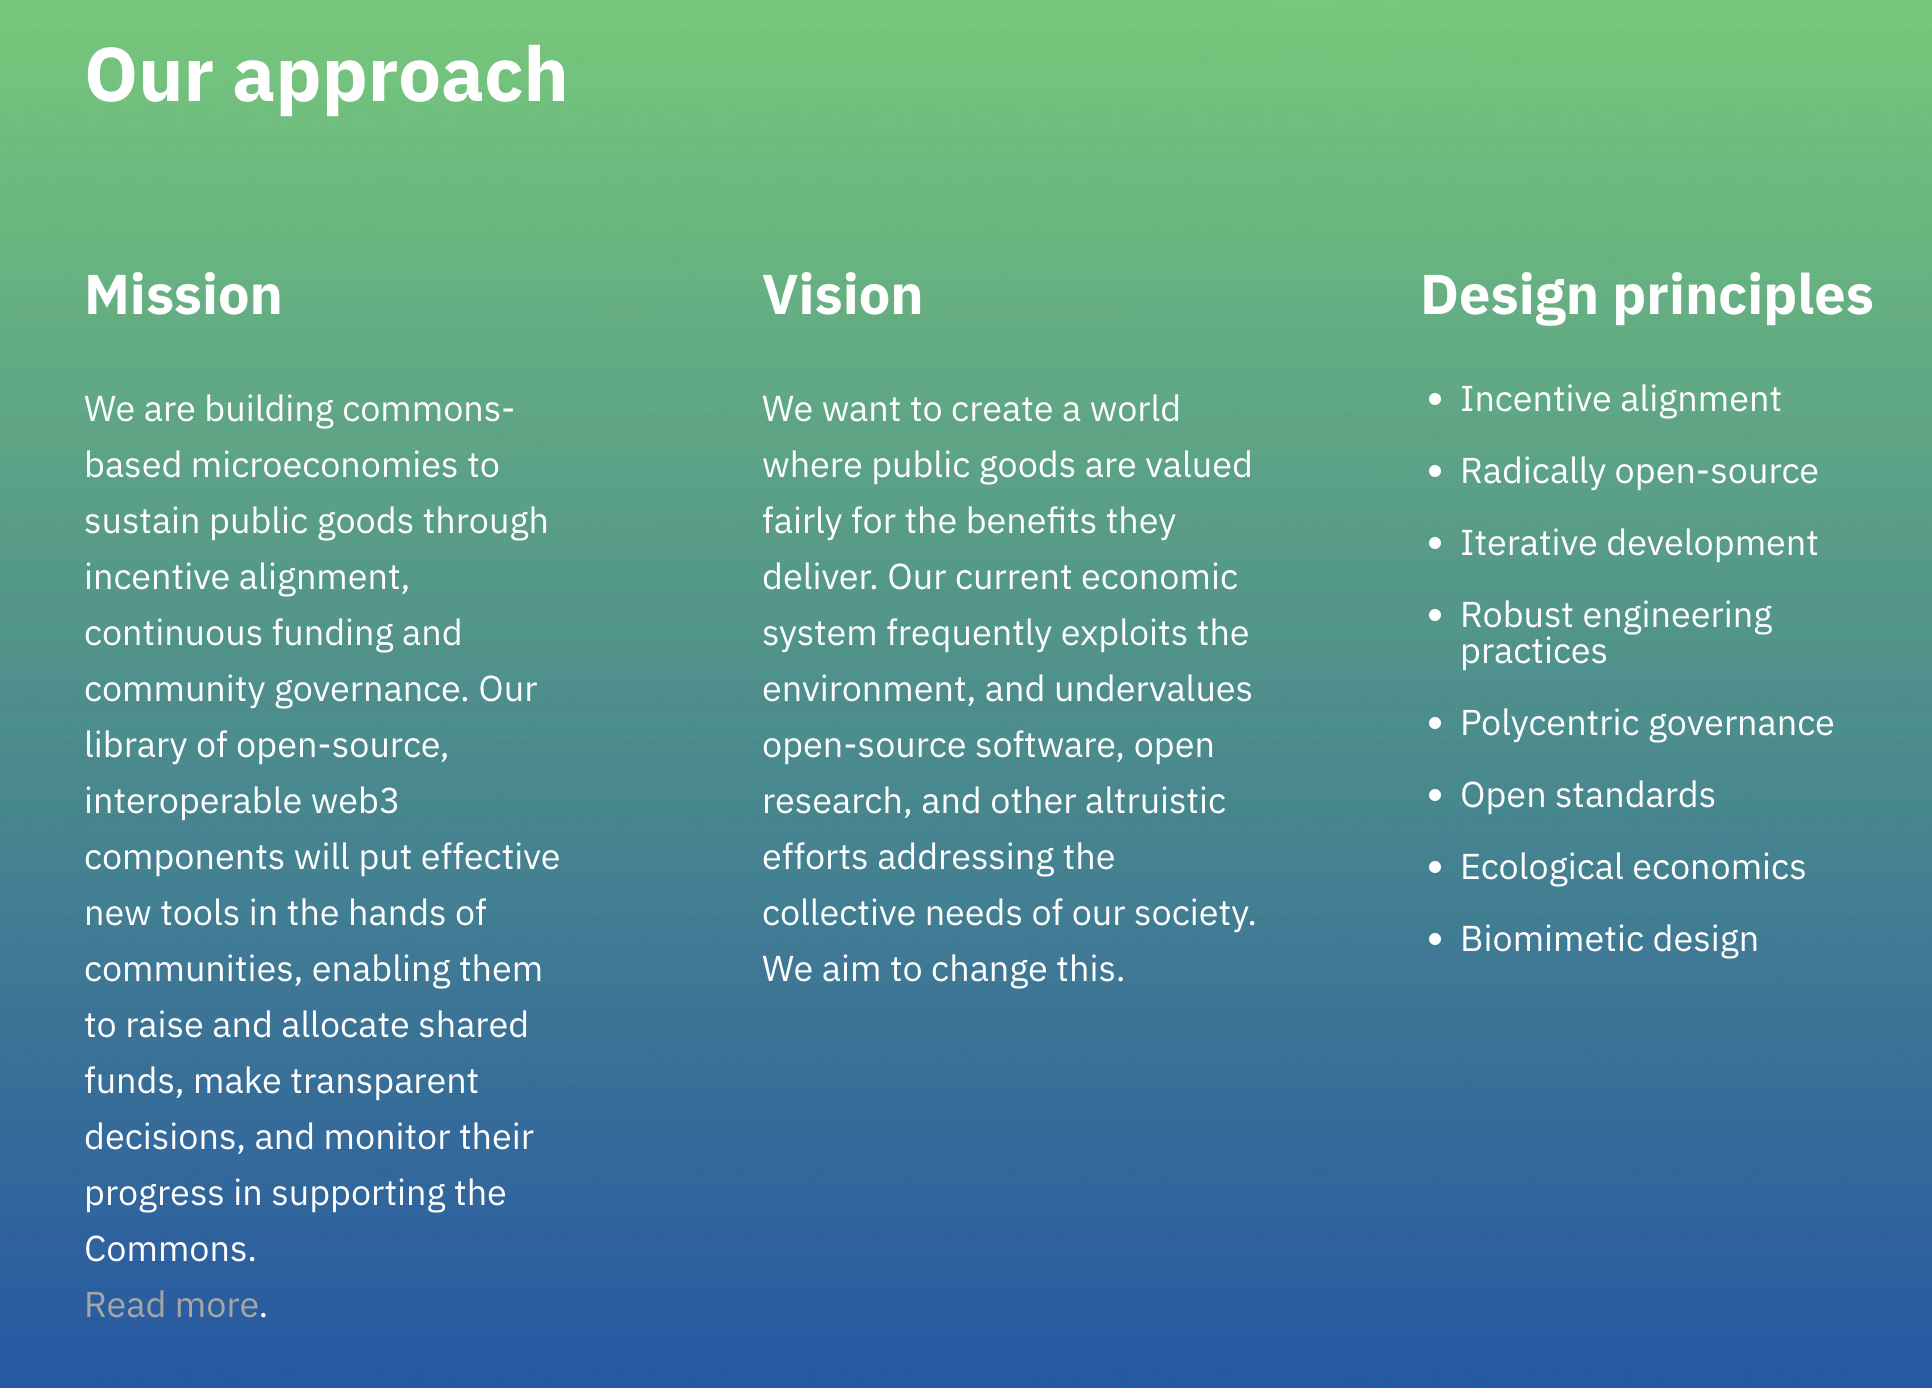 Our approach
Mission
We are building commons-
based microeconomies to
sustain public goods through
incentive alignment,
continuous funding and
community governance. Our
library of open-source,
interoperable web3
components will put effective
new tools in the hands of
communities, enabling them
to raise and allocate shared
funds, make transparent
decisions, and monitor their
progress in supporting the
Commons.
Read more.
Vision
We want to create a world
where public goods are valued
fairly for the benefits they
deliver. Our current economic
system frequently exploits the
environment, and undervalues
open-source software, open
research, and other altruistic
efforts addressing the
collective needs of our society.
We aim to change this.
Design principles
• Incentive alignment
• Radically open-source
• Iterative development
• Robust engineering
practices
• Polycentric governance
• Open standards
• Ecological economics
• Biomimetic design